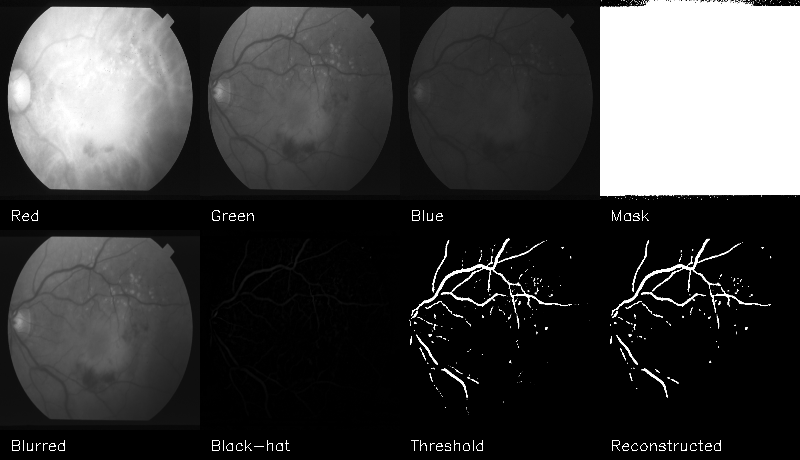 Red
Green
Blue
Mask
Blurred
Black-hat
Threshold
Reconstructed